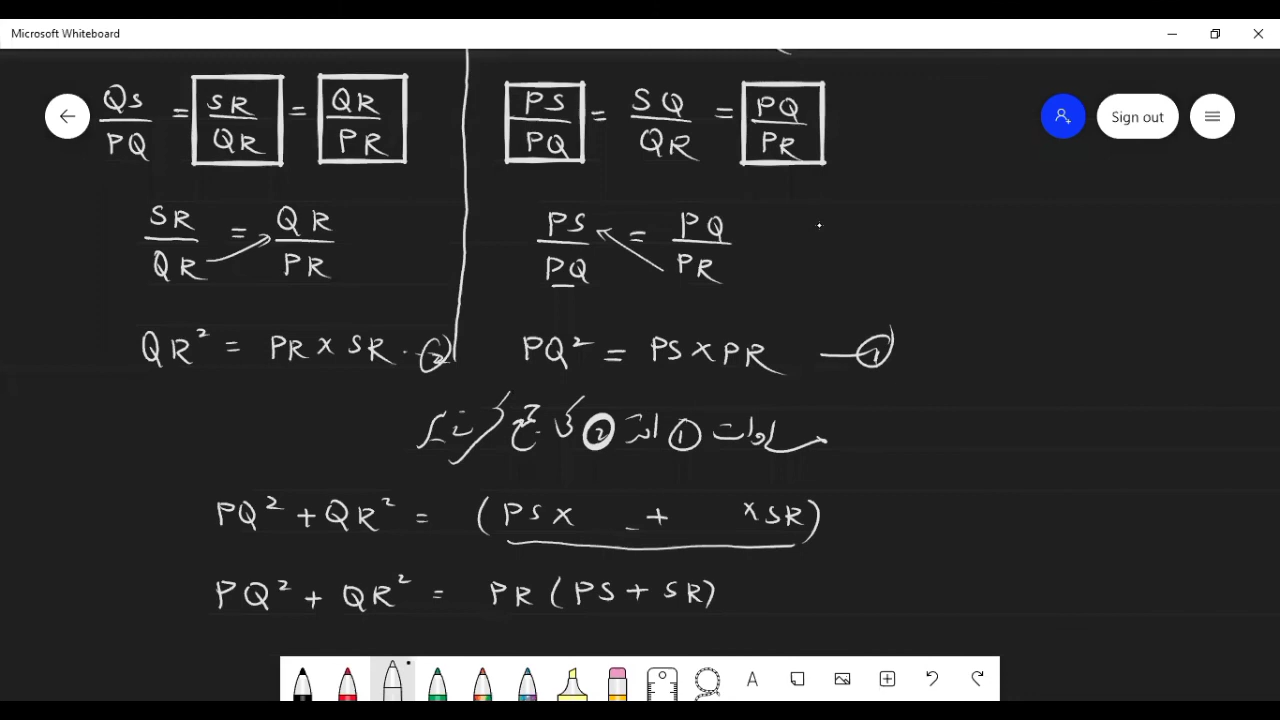 Microsoft Whiteboard
Sign out
QS/PQ = SR/QR = QR/PR
PS/PQ = SQ/QR = PQ/PR
SR/QR = QR/PR
PS/PQ = PQ/PR
QR² = PR × SR · ②
PQ² = PS × PR — ①
مساوات ① اور ② کو جمع کرنے
PQ² + QR² = (PS × + × SR)
PQ² + QR² = PR (PS + SR)